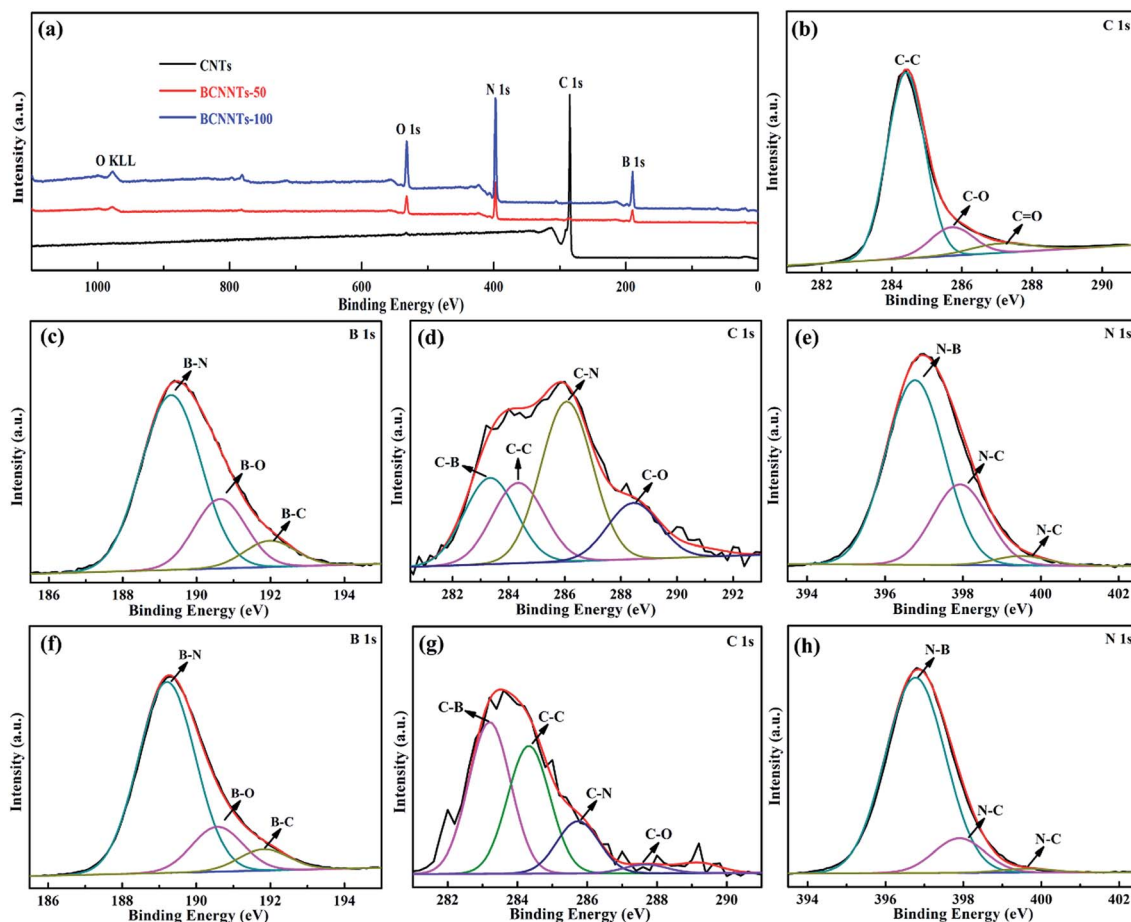 (a)
CNTs
BCNNTs-50
BCNNTs-100
O KLL
O 1s
N 1s
C 1s
B 1s
Intensity (a.u.)
1000 800 600 400 200 0
Binding Energy (eV)
(b)
C 1s
C-C
C-O
C=O
Intensity (a.u.)
282 284 286 288 290
Binding Energy (eV)
(c)
B 1s
B-N
B-O
B-C
Intensity (a.u.)
186 188 190 192 194
Binding Energy (eV)
(d)
C 1s
C-N
C-B
C-C
C-O
Intensity (a.u.)
282 284 286 288 290 292
Binding Energy (eV)
(e)
N 1s
N-B
N-C
N-C
Intensity (a.u.)
394 396 398 400 402
Binding Energy (eV)
(f)
B 1s
B-N
B-O
B-C
Intensity (a.u.)
186 188 190 192 194
Binding Energy (eV)
(g)
C 1s
C-B
C-C
C-N
C-O
Intensity (a.u.)
282 284 286 288 290
Binding Energy (eV)
(h)
N 1s
N-B
N-C
N-C
Intensity (a.u.)
394 396 398 400 402
Binding Energy (eV)